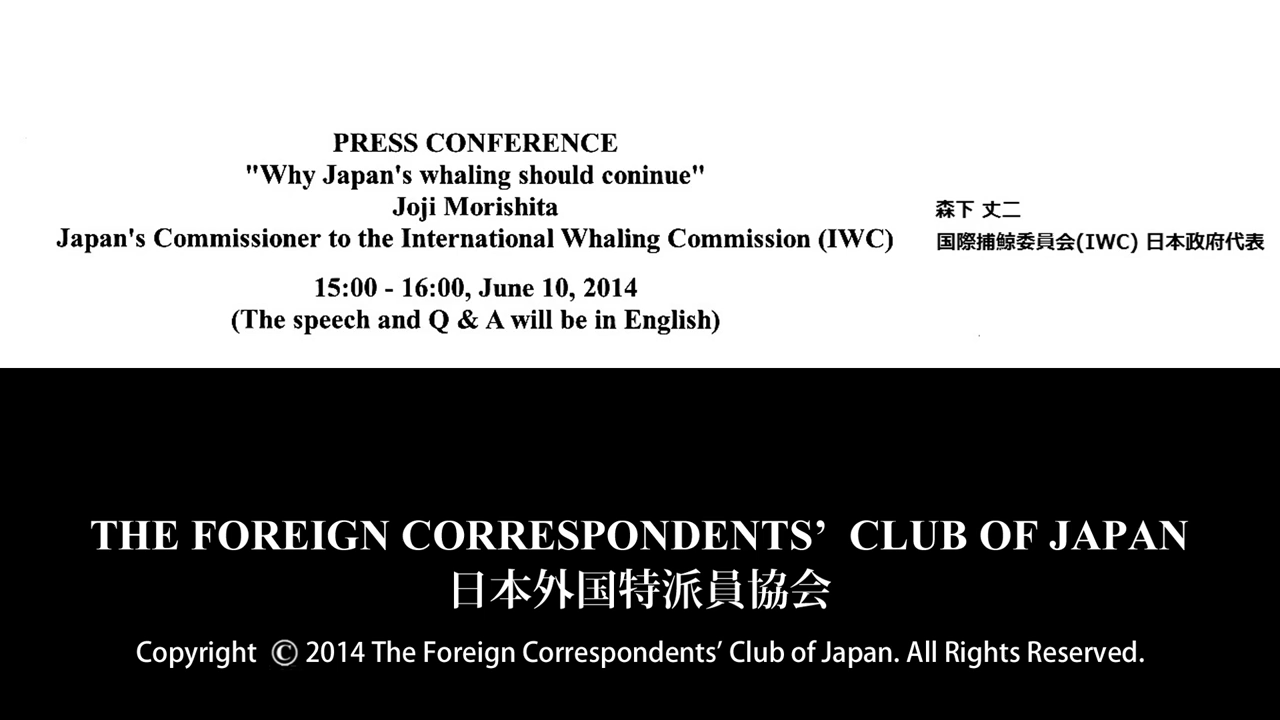 PRESS CONFERENCE
"Why Japan's whaling should coninue"
Joji Morishita
Japan's Commissioner to the International Whaling Commission (IWC)
15:00 - 16:00, June 10, 2014
(The speech and Q & A will be in English)
森下 丈二
国際捕鯨委員会(IWC) 日本政府代表
THE FOREIGN CORRESPONDENTS’ CLUB OF JAPAN
日本外国特派員協会
Copyright © 2014 The Foreign Correspondents’ Club of Japan. All Rights Reserved.